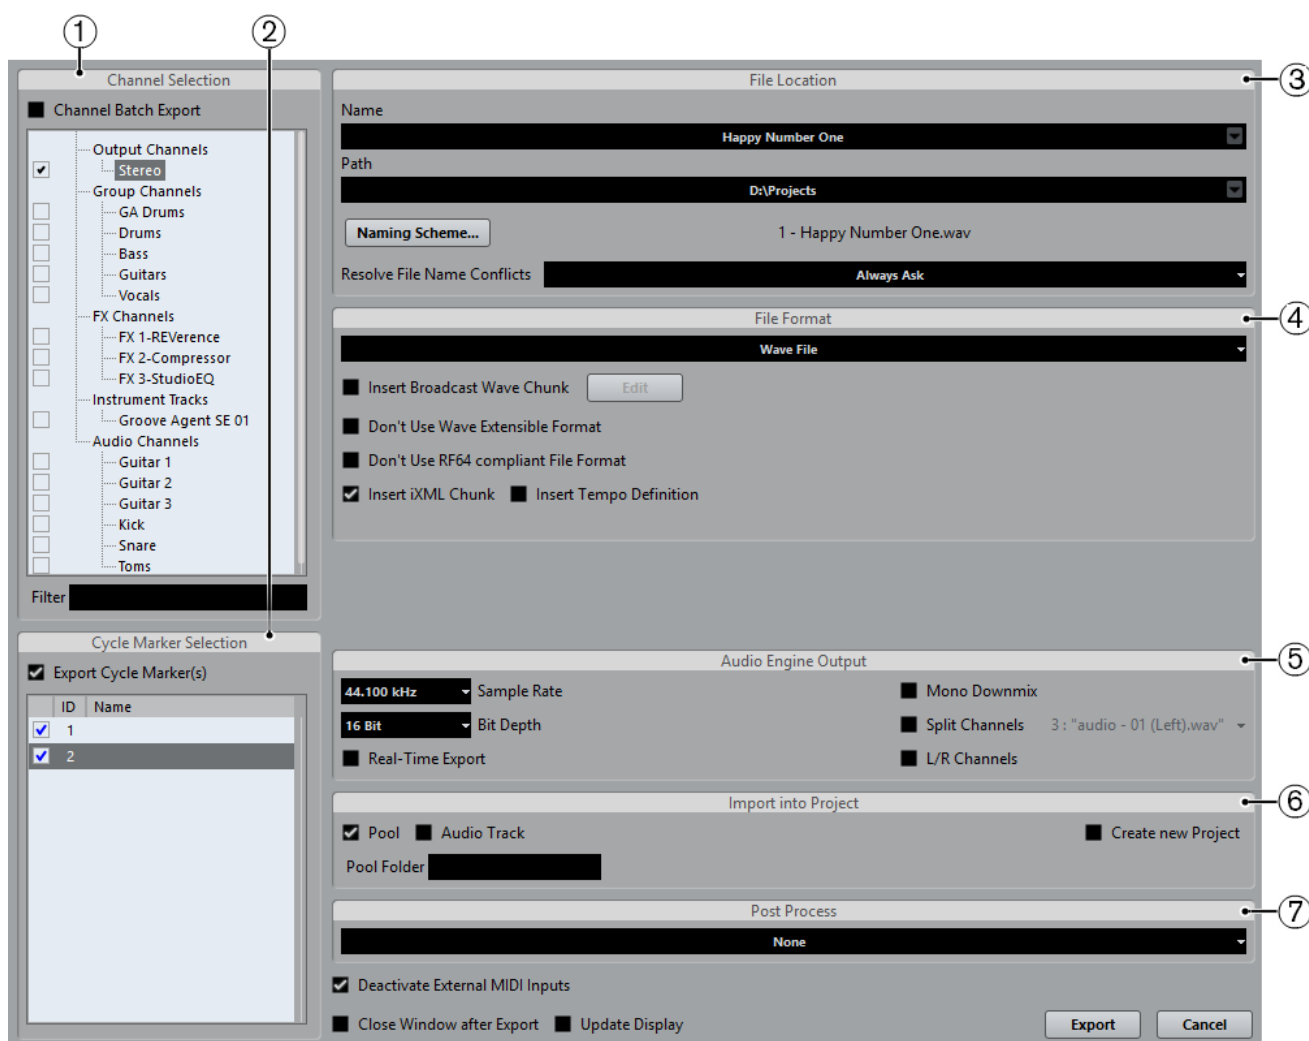 ① ②
Channel Selection
Channel Batch Export
Output Channels
Stereo
Group Channels
GA Drums
Drums
Bass
Guitars
Vocals
FX Channels
FX 1-REVerence
FX 2-Compressor
FX 3-StudioEQ
Instrument Tracks
Groove Agent SE 01
Audio Channels
Guitar 1
Guitar 2
Guitar 3
Kick
Snare
Toms
Filter
Cycle Marker Selection
Export Cycle Marker(s)
ID Name
1
2
File Location ③
Name
Happy Number One
Path
D:\Projects
Naming Scheme... 1 - Happy Number One.wav
Resolve File Name Conflicts Always Ask
File Format ④
Wave File
Insert Broadcast Wave Chunk Edit
Don't Use Wave Extensible Format
Don't Use RF64 compliant File Format
Insert iXML Chunk Insert Tempo Definition
Audio Engine Output ⑤
44.100 kHz Sample Rate Mono Downmix
16 Bit Bit Depth Split Channels 3 : "audio - 01 (Left).wav"
Real-Time Export L/R Channels
Import into Project ⑥
Pool Audio Track Create new Project
Pool Folder
Post Process ⑦
None
Deactivate External MIDI Inputs
Close Window after Export Update Display Export Cancel